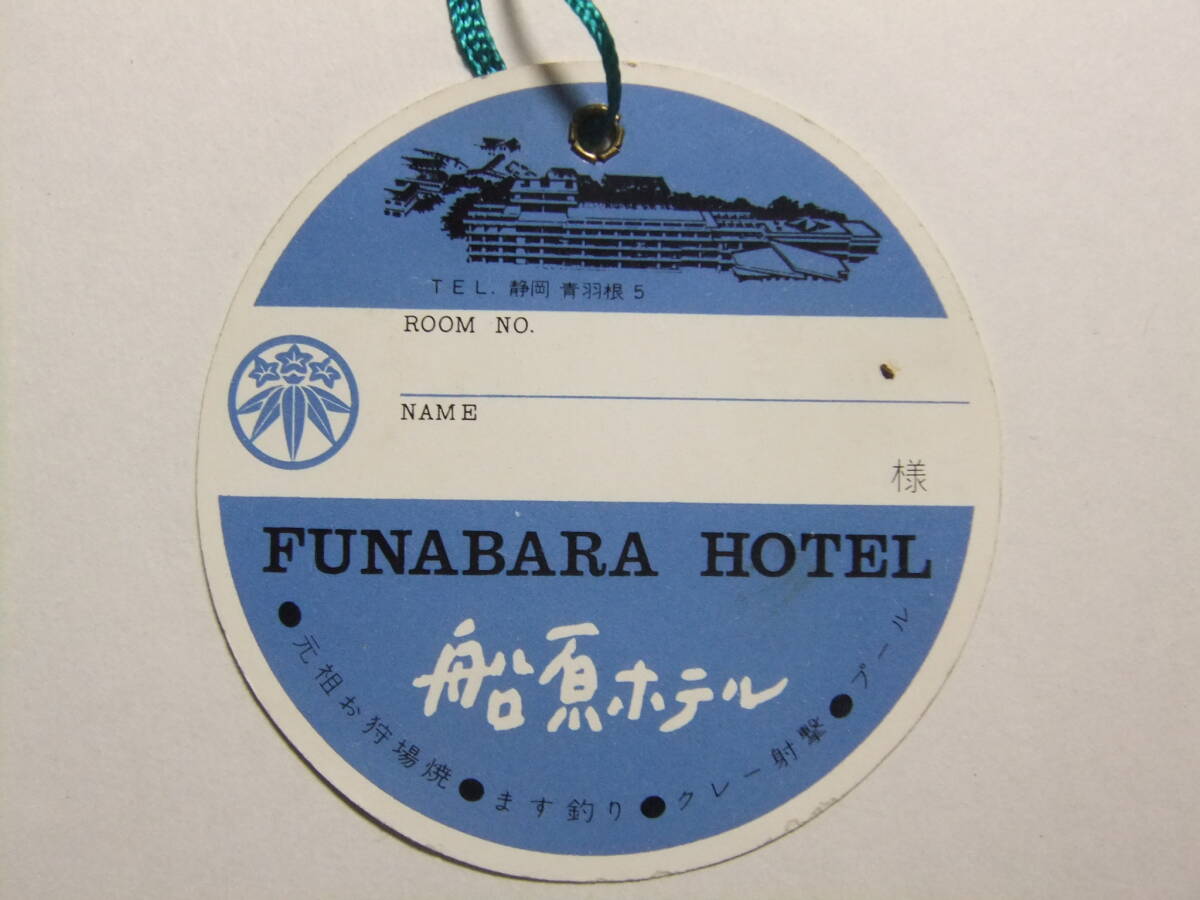 TEL. 静岡 青羽根 5
ROOM NO.
NAME
様
FUNABARA HOTEL
船原ホテル
●元祖お狩場焼●ます釣り●クレー射撃●プール